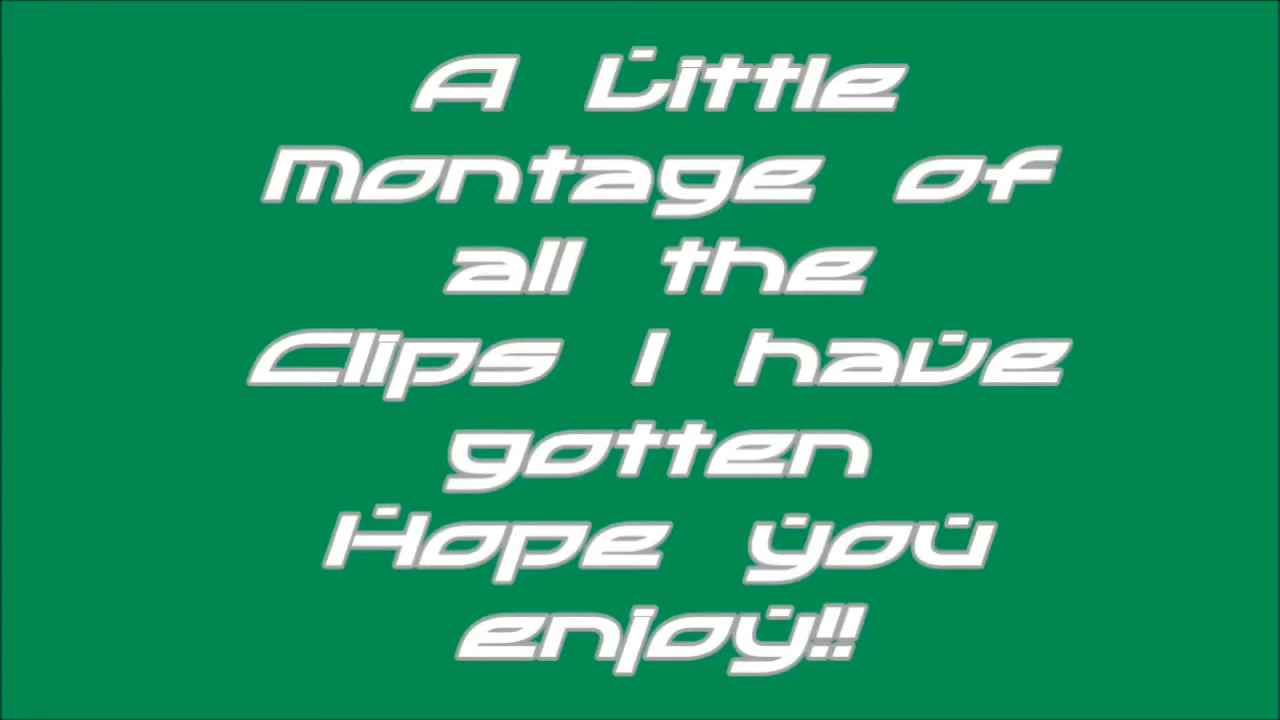 A Little
Montage of
all the
Clips I have
gotten
Hope you
enjoy!!